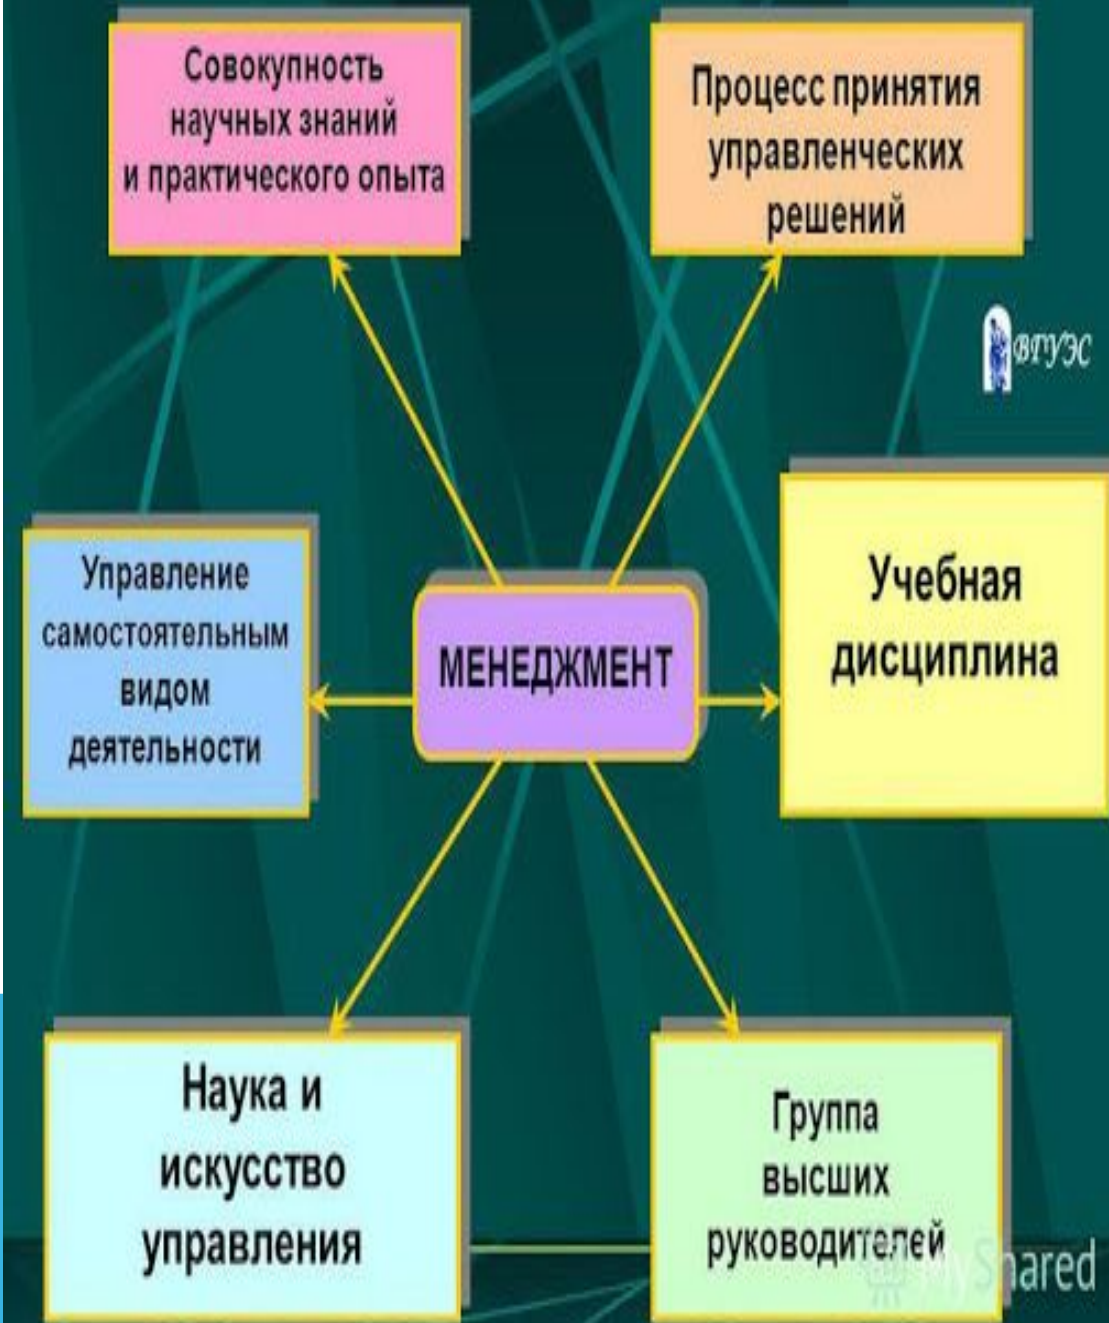 Совокупность
научных знаний
и практического опыта
Процесс принятия
управленческих
решений
ВГУЭС
Управление
самостоятельным
видом
деятельности
МЕНЕДЖМЕНТ
Учебная
дисциплина
Наука и
искусство
управления
Группа
высших
руководителей
MyShared